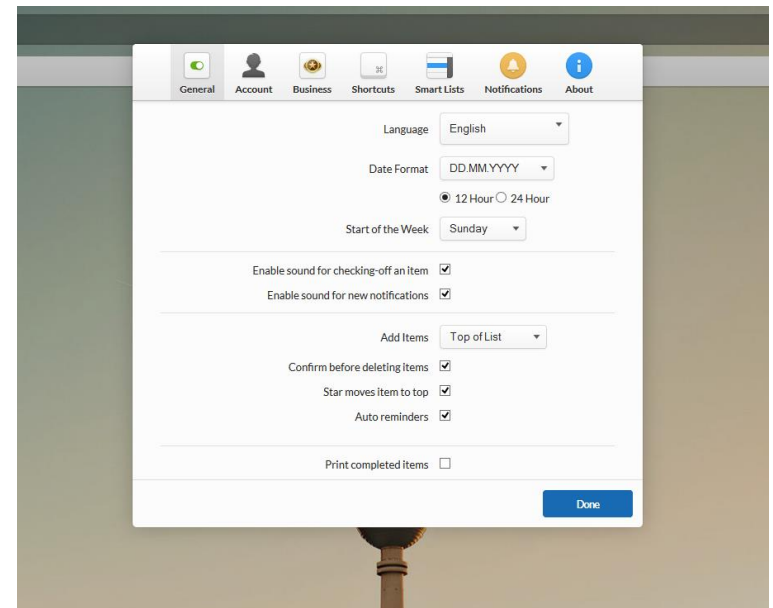 General Account Business Shortcuts Smart Lists Notifications About
Language English
Date Format DD.MM.YYYY
12 Hour 24 Hour
Start of the Week Sunday
Enable sound for checking-off an item
Enable sound for new notifications
Add Items Top of List
Confirm before deleting items
Star moves item to top
Auto reminders
Print completed items
Done